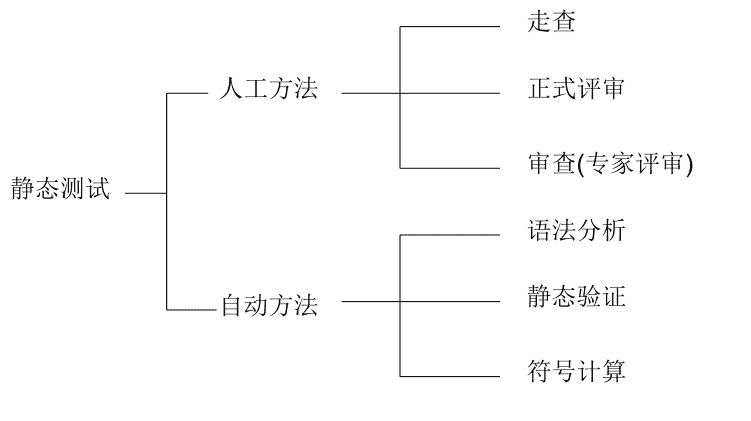 走查
人工方法
正式评审
审查(专家评审)
静态测试
语法分析
自动方法
静态验证
符号计算